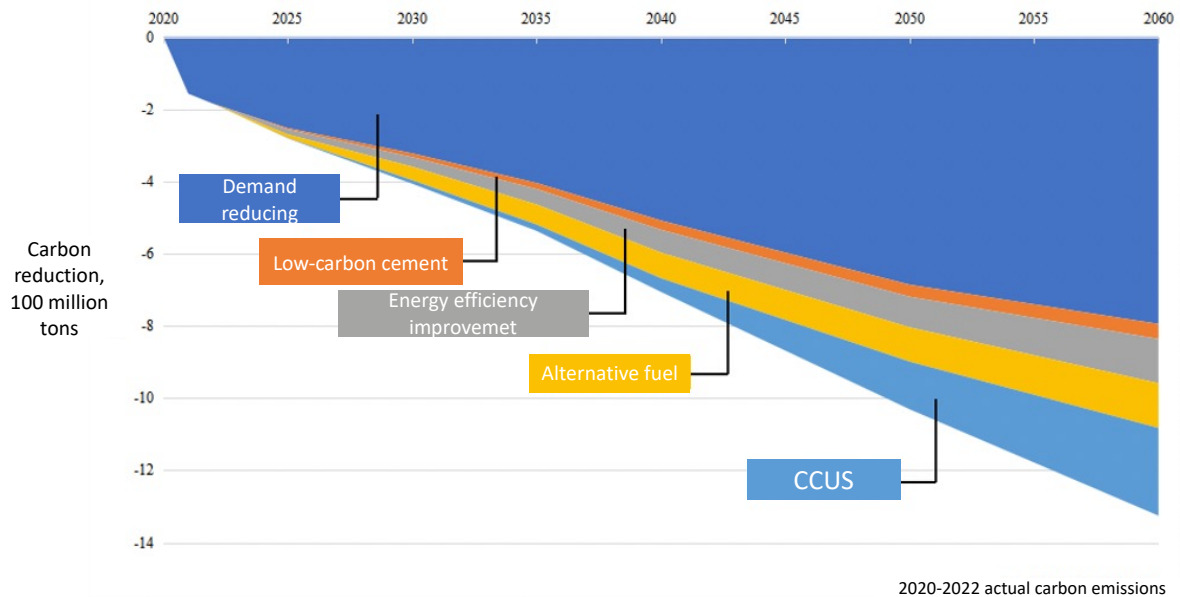 2020 2025 2030 2035 2040 2045 2050 2055 2060
0
-2
-4
-6
-8
-10
-12
-14
Carbon
reduction,
100 million
tons
Demand
reducing
Low-carbon cement
Energy efficiency
improvemet
Alternative fuel
CCUS
2020-2022 actual carbon emissions